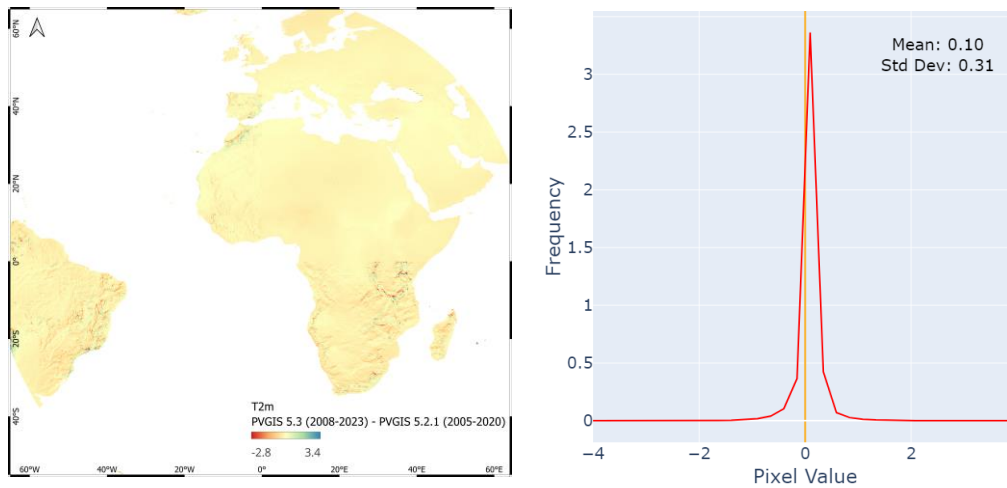 60°N
40°N
20°N
0°
20°S
40°S
T2m
PVGIS 5.3 (2008-2023) - PVGIS 5.2.1 (2005-2020)
-2.8 3.4
60°W 40°W 20°W 0° 20°E 40°E 60°E
Mean: 0.10
Std Dev: 0.31
Frequency
3
2.5
2
1.5
1
0.5
0
−4 −2 0 2
Pixel Value